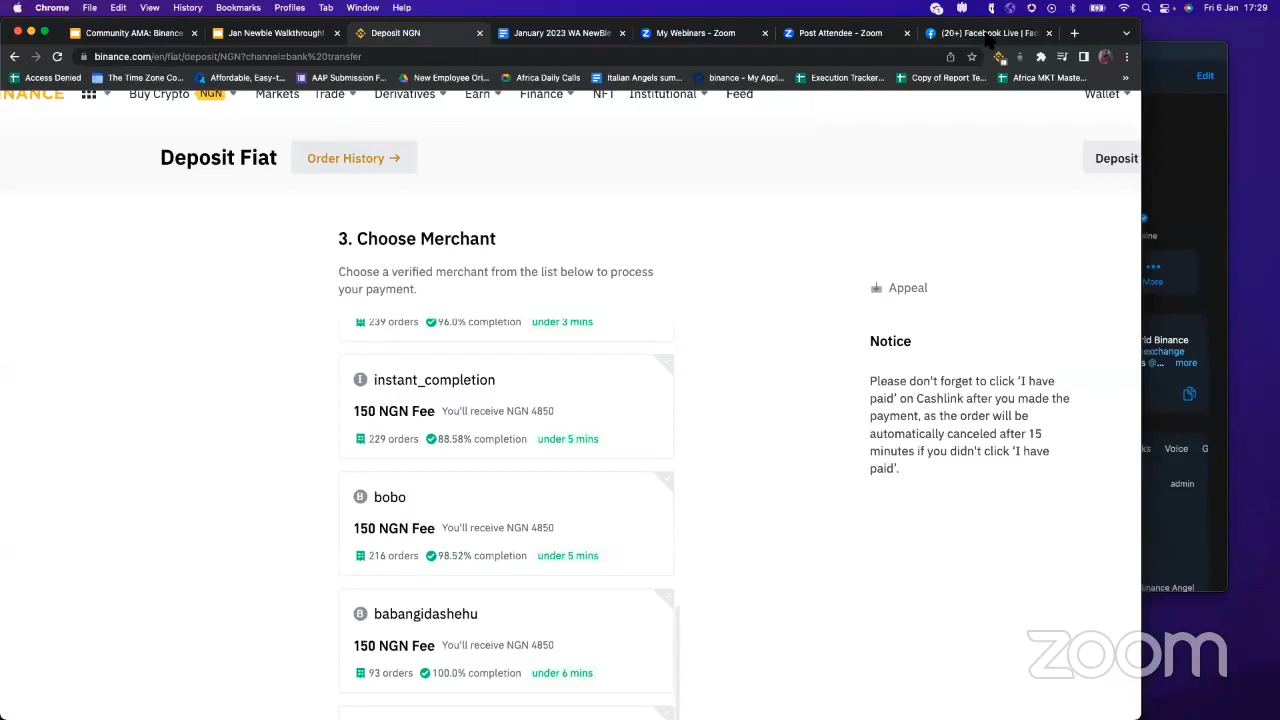 Chrome File Edit View History Bookmarks Profiles Tab Window Help Fri 6 Jan 17:29
Community AMA: Binance
Jan Newbie Walkthrough!
Deposit NGN
January 2023 WA NewBie
My Webinars - Zoom
Post Attendee - Zoom
(20+) Facebook Live | Fac
binance.com/en/fiat/deposit/NGN?channel=bank%20transfer
Access Denied
The Time Zone Co...
Affordable, Easy-t...
AAP Submission F...
New Employee Ori...
Africa Daily Calls
Italian Angels sum...
binance - My Appl...
Execution Tracker...
Copy of Report Te...
Africa MKT Maste...
Edit
Buy Crypto NGN Markets Trade Derivatives Earn Finance NFT Institutional Feed Wallet
Deposit Fiat
Order History →
Deposit
3. Choose Merchant
Choose a verified merchant from the list below to process
your payment.
239 orders 96.0% completion under 3 mins
instant_completion
150 NGN Fee You'll receive NGN 4850
229 orders 88.58% completion under 5 mins
bobo
150 NGN Fee You'll receive NGN 4850
216 orders 98.52% completion under 5 mins
babangidashehu
150 NGN Fee You'll receive NGN 4850
93 orders 100.0% completion under 6 mins
Appeal
Notice
Please don't forget to click ‘I have
paid’ on Cashlink after you made the
payment, as the order will be
automatically canceled after 15
minutes if you didn't click ‘I have
paid’.
More
rld Binance
exchange
more
Voice
admin
inance Angel
zoom